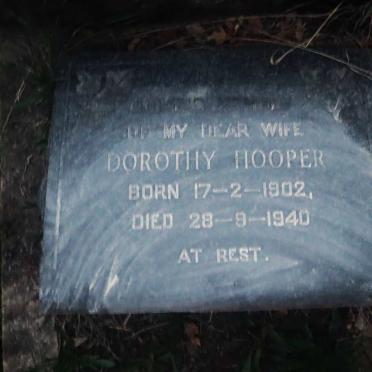 OF MY DEAR WIFE
DOROTHY HOOPER
BORN 17-2-1902,
DIED 28-9-1940
AT REST.